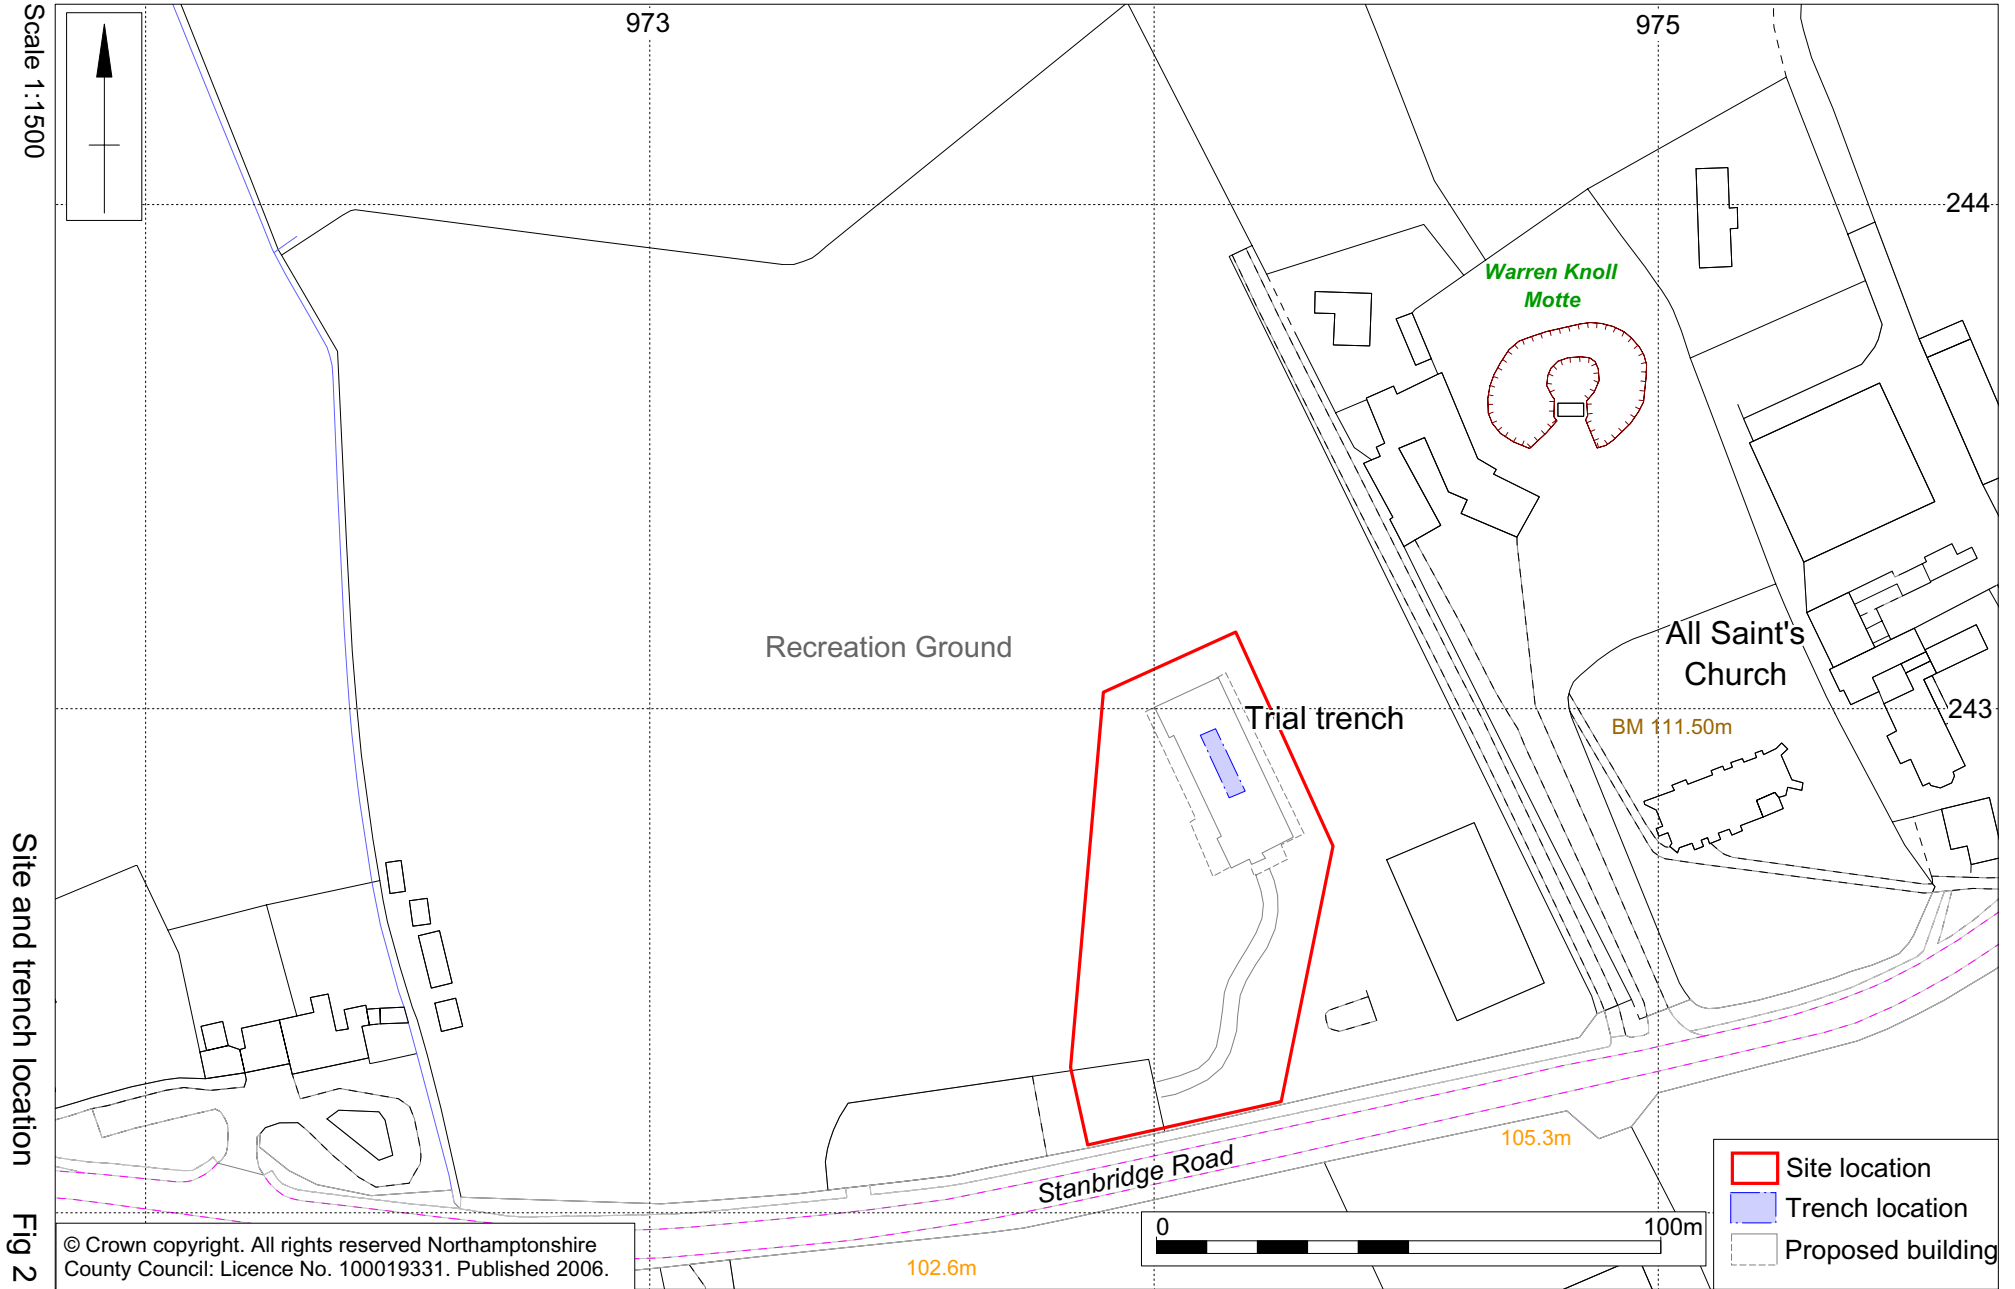 Scale 1:1500
973
975
244
Warren Knoll
Motte
Recreation Ground
All Saint's
Church
Trial trench
243
BM 111.50m
Stanbridge Road
105.3m
102.6m
Site location
Trench location
Proposed building
0
100m
© Crown copyright. All rights reserved Northamptonshire
County Council: Licence No. 100019331. Published 2006.
Site and trench location Fig 2